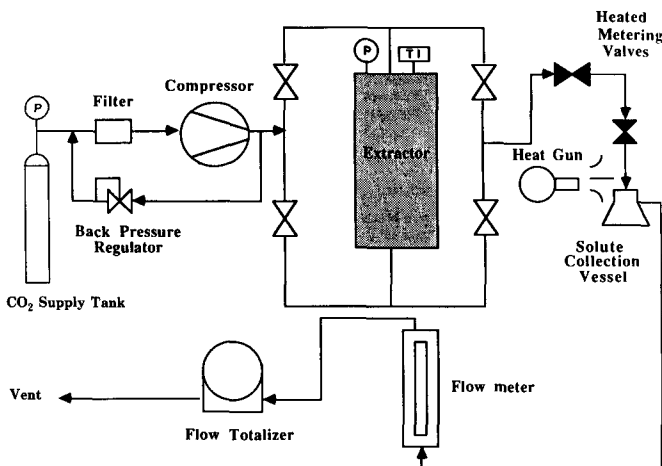 Heated
Metering
Valves
P
TI
Compressor
Filter
P
Extractor
Heat Gun
Back Pressure
Regulator
Solute
Collection
Vessel
CO₂ Supply Tank
Flow meter
Vent
Flow Totalizer